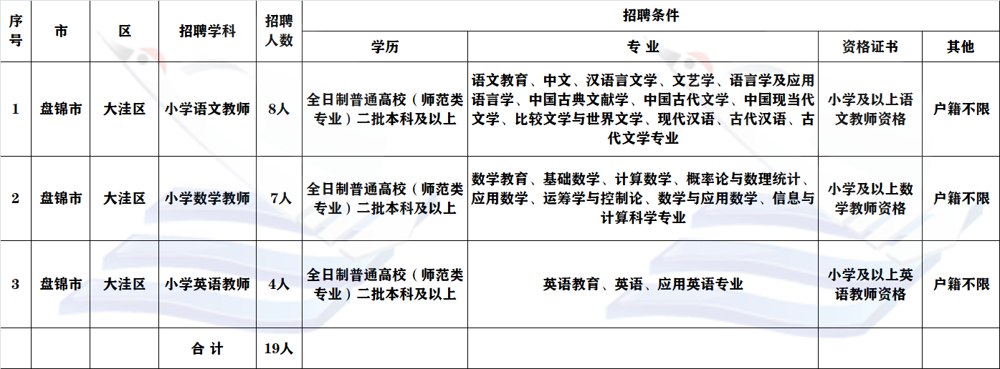 序号
市
区
招聘学科
招聘人数
招聘条件
学历
专 业
资格证书
其他
1
盘锦市
大洼区
小学语文教师
8人
全日制普通高校（师范类
专业）二批本科及以上
语文教育、中文、汉语言文学、文艺学、语言学及应用
语言学、中国古典文献学、中国古代文学、中国现当代
文学、比较文学与世界文学、现代汉语、古代汉语、古
代文学专业
小学及以上语
文教师资格
户籍不限
2
盘锦市
大洼区
小学数学教师
7人
全日制普通高校（师范类
专业）二批本科及以上
数学教育、基础数学、计算数学、概率论与数理统计、
应用数学、运筹学与控制论、数学与应用数学、信息与
计算科学专业
小学及以上数
学教师资格
户籍不限
3
盘锦市
大洼区
小学英语教师
4人
全日制普通高校（师范类
专业）二批本科及以上
英语教育、英语、应用英语专业
小学及以上英
语教师资格
户籍不限
合 计
19人